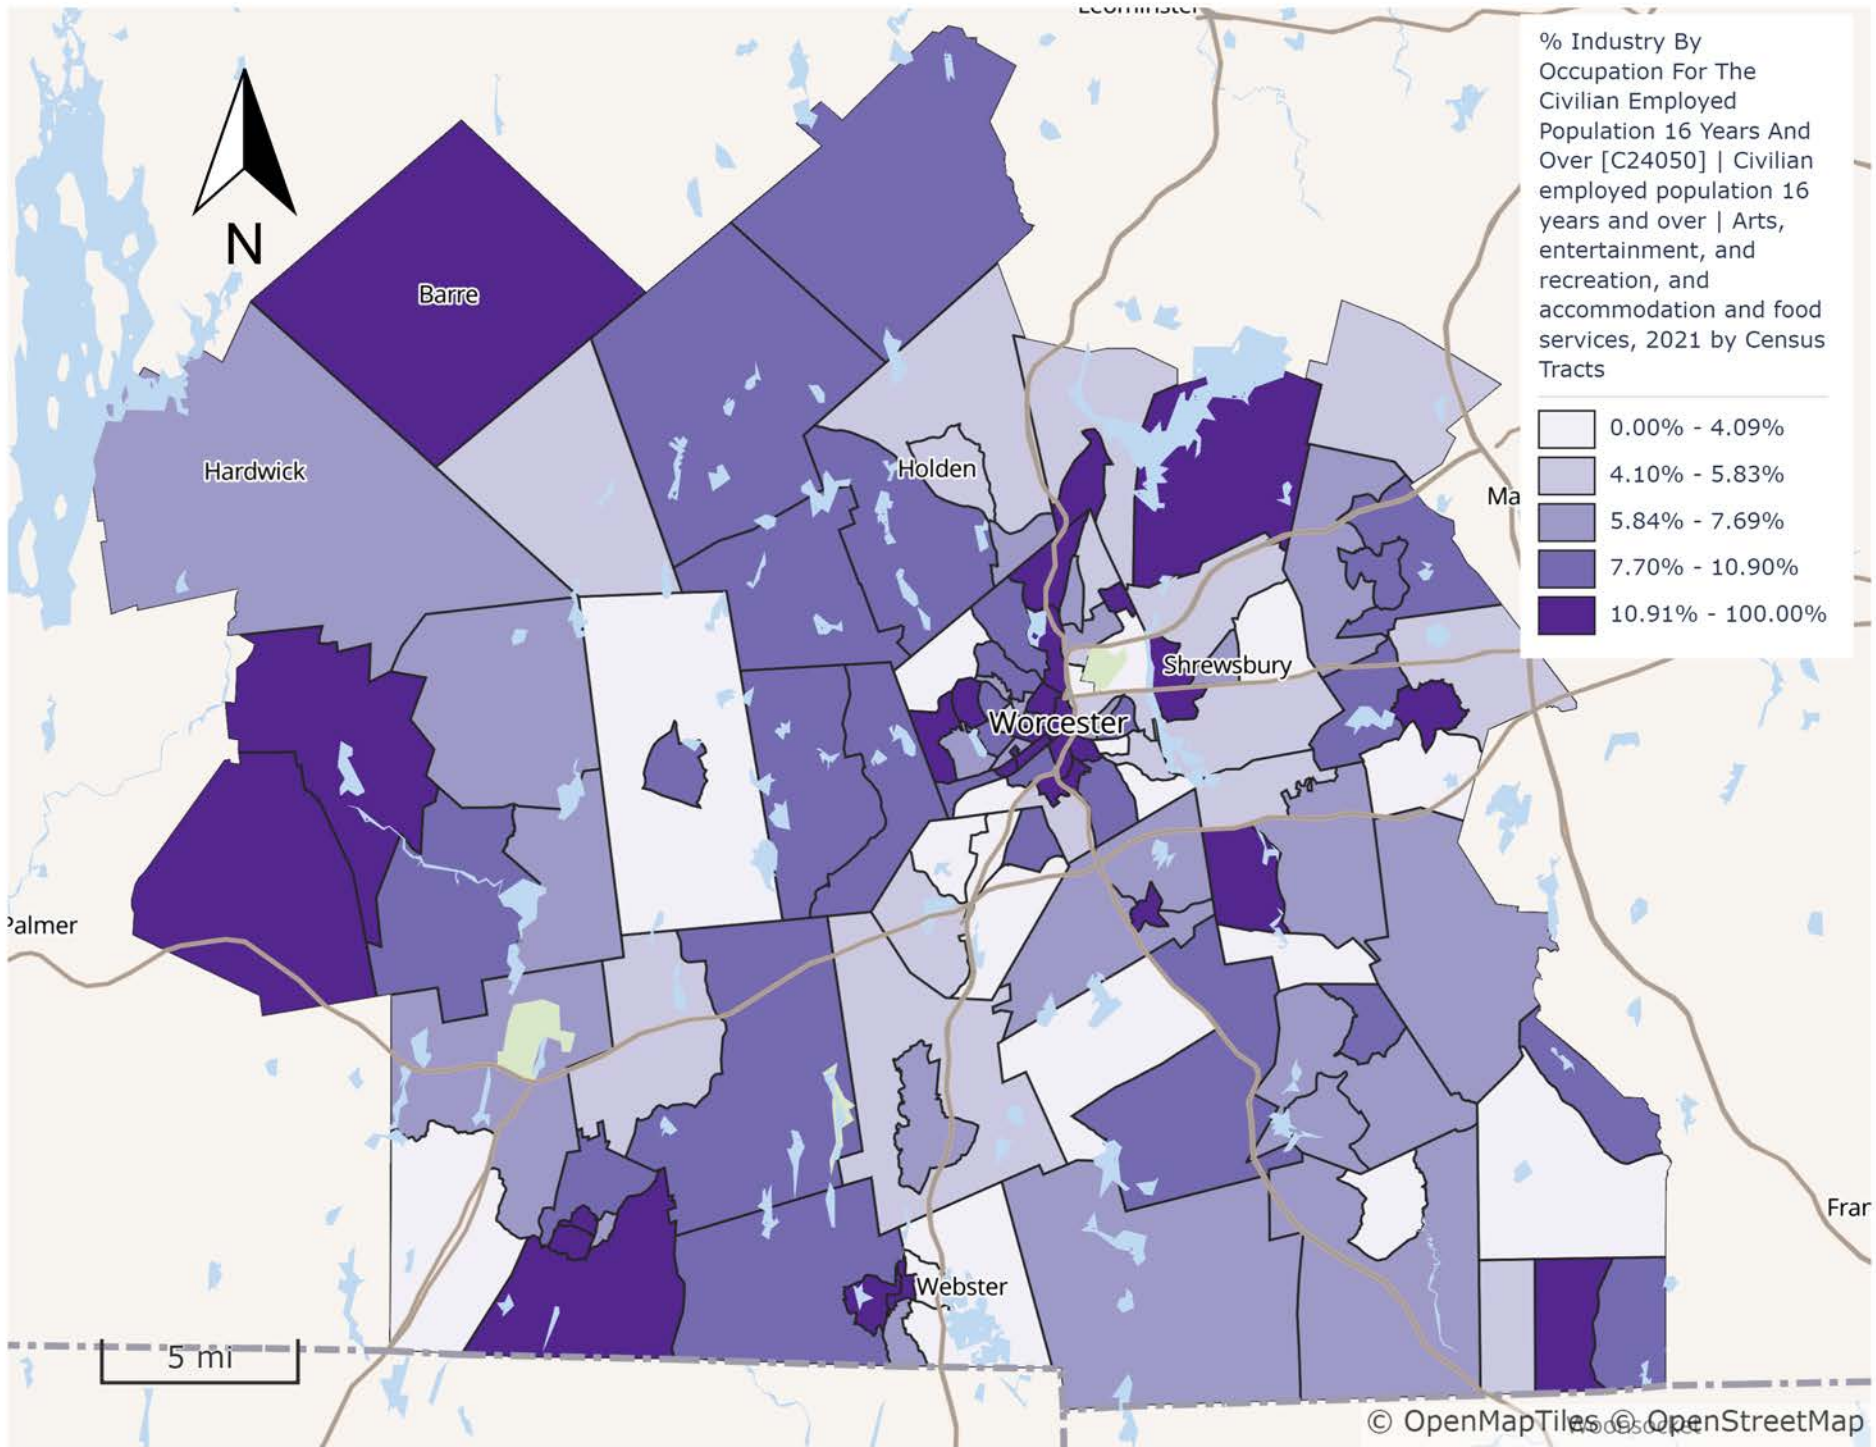 Leominster
% Industry By
Occupation For The
Civilian Employed
Population 16 Years And
Over [C24050] | Civilian
employed population 16
years and over | Arts,
entertainment, and
recreation, and
accommodation and food
services, 2021 by Census
Tracts
0.00% - 4.09%
4.10% - 5.83%
5.84% - 7.69%
7.70% - 10.90%
10.91% - 100.00%
N
Barre
Hardwick
Holden
Ma
Shrewsbury
Worcester
Palmer
Fran
Webster
5 mi
Woonsocket
© OpenMapTiles © OpenStreetMap